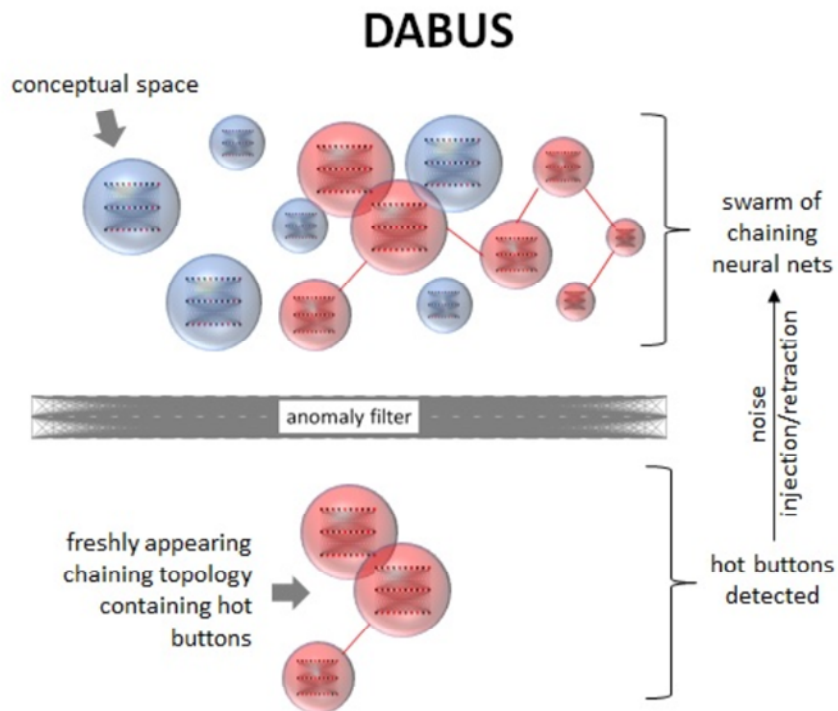 DABUS
conceptual space
swarm of
chaining
neural nets
anomaly filter
noise
injection/retraction
freshly appearing
chaining topology
containing hot
buttons
hot buttons
detected